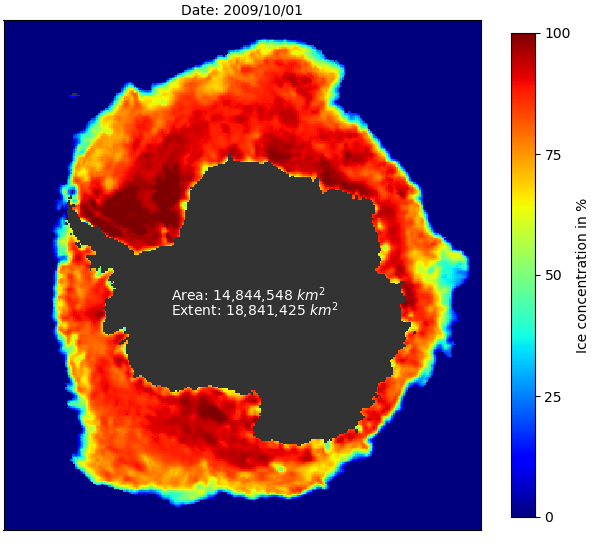 Date: 2009/10/01
100
75
50
25
0
Ice concentration in %
Area: 14,844,548 km²
Extent: 18,841,425 km²